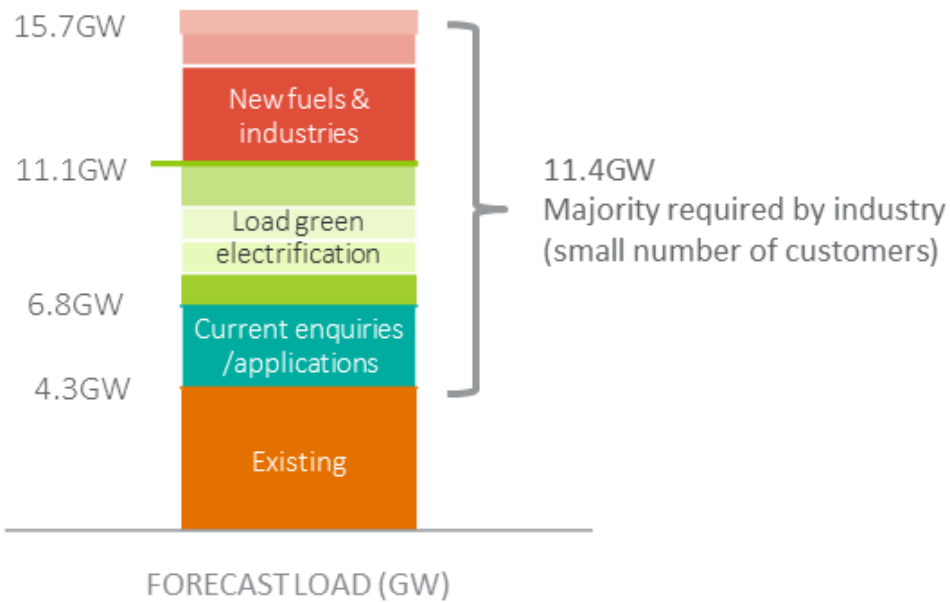 15.7GW
New fuels &
industries
11.1GW
11.4GW
Majority required by industry
(small number of customers)
Load green
electrification
6.8GW
Current enquiries
/applications
4.3GW
Existing
FORECAST LOAD (GW)